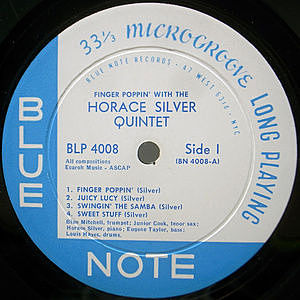 33⅓ MICROGROOVE LONG PLAYING
BLUE NOTE RECORDS • 47 WEST 63rd • NYC
FINGER POPPIN' WITH THE
HORACE SILVER
QUINTET
BLP 4008
Side 1
All compositions
Ecaroh Music - ASCAP
(BN 4008-A)
1. FINGER POPPIN' (Silver)
2. JUICY LUCY (Silver)
3. SWINGIN' THE SAMBA (Silver)
4. SWEET STUFF (Silver)
Blue Mitchell, trumpet; Junior Cook, tenor sax;
Horace Silver, piano; Eugene Taylor, bass;
Louis Hayes, drums.
BLUE
NOTE